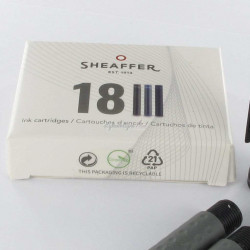 SHEAFFER
EST. 1913
18
ink cartridges / Cartouches d'encre / Cartuchos de tinta
21
PAP
THIS PACKAGING IS RECYCLABLE